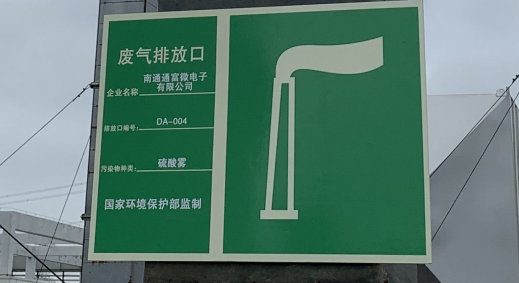 废气排放口
企业名称 南通通富微电子
有限公司
排放口编号: DA-004
污染物种类: 硫酸雾
国家环境保护部监制